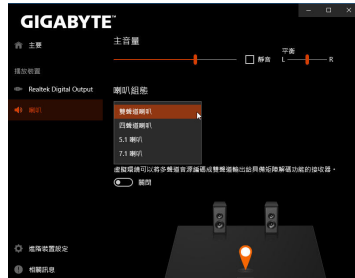 GIGABYTE™
主要
播放裝置
Realtek Digital Output
喇叭
進階裝置設定
相關訊息
主音量
靜音
平衡
L
R
喇叭組態
雙聲道喇叭
四聲道喇叭
5.1 喇叭
7.1 喇叭
虛擬環繞可以將多聲道音源編碼成雙聲道輸出給具備矩陣解碼功能的接收器。
關閉